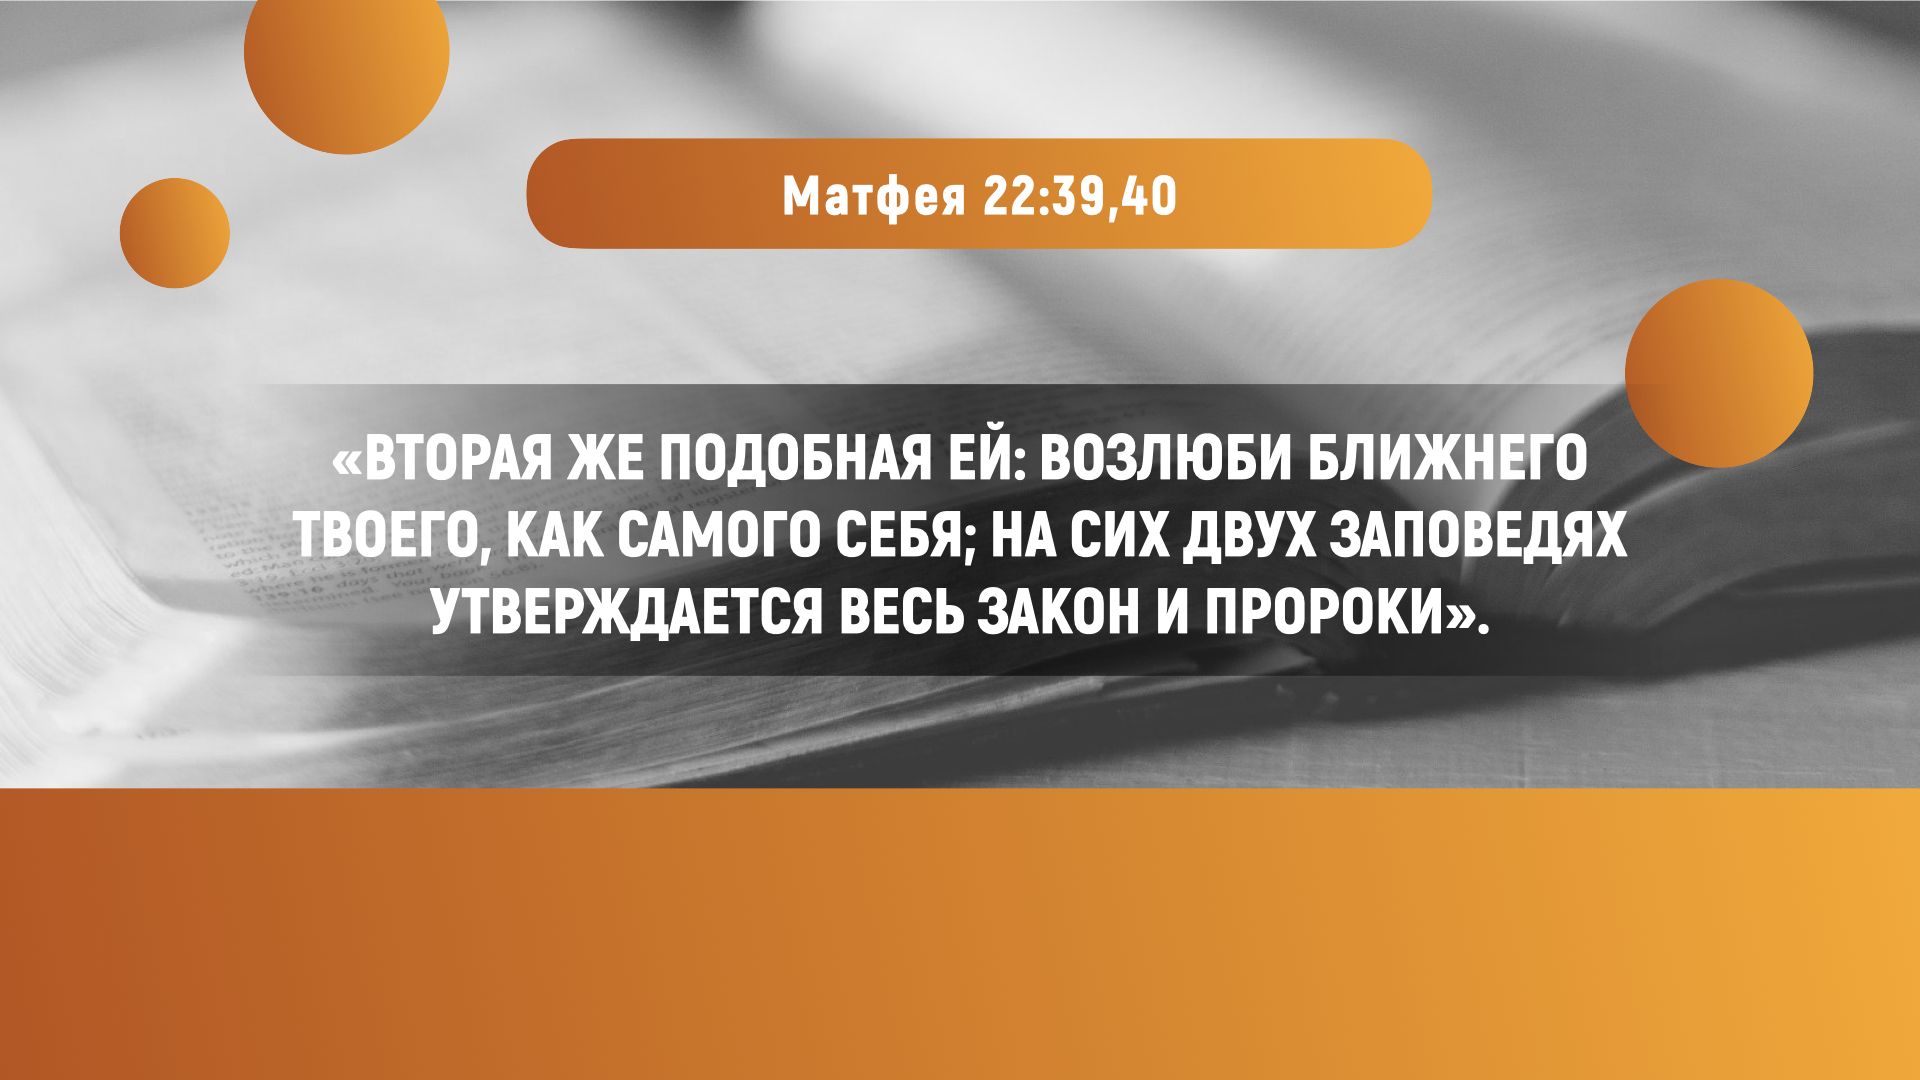 Матфея 22:39,40
«ВТОРАЯ ЖЕ ПОДОБНАЯ ЕЙ: ВОЗЛЮБИ БЛИЖНЕГО
ТВОЕГО, КАК САМОГО СЕБЯ; НА СИХ ДВУХ ЗАПОВЕДЯХ
УТВЕРЖДАЕТСЯ ВЕСЬ ЗАКОН И ПРОРОКИ».